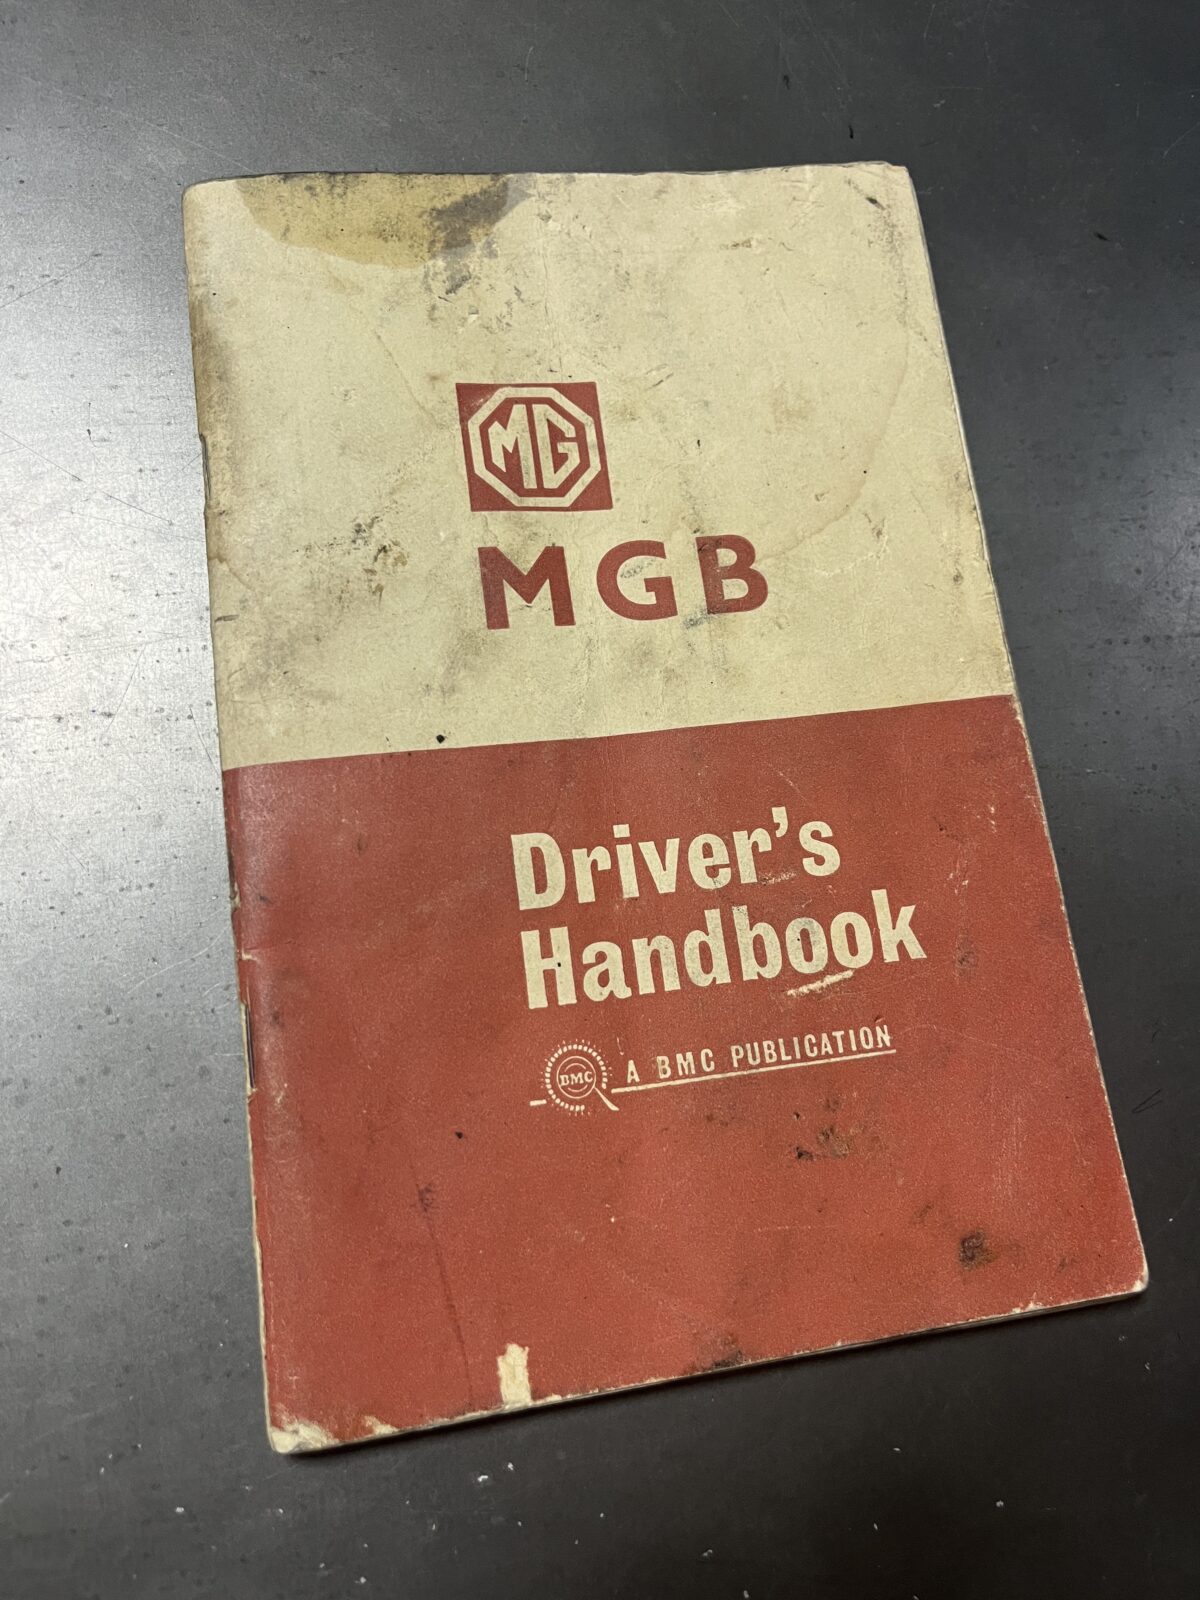 MG
MGB
Driver's
Handbook
BMC
A BMC PUBLICATION